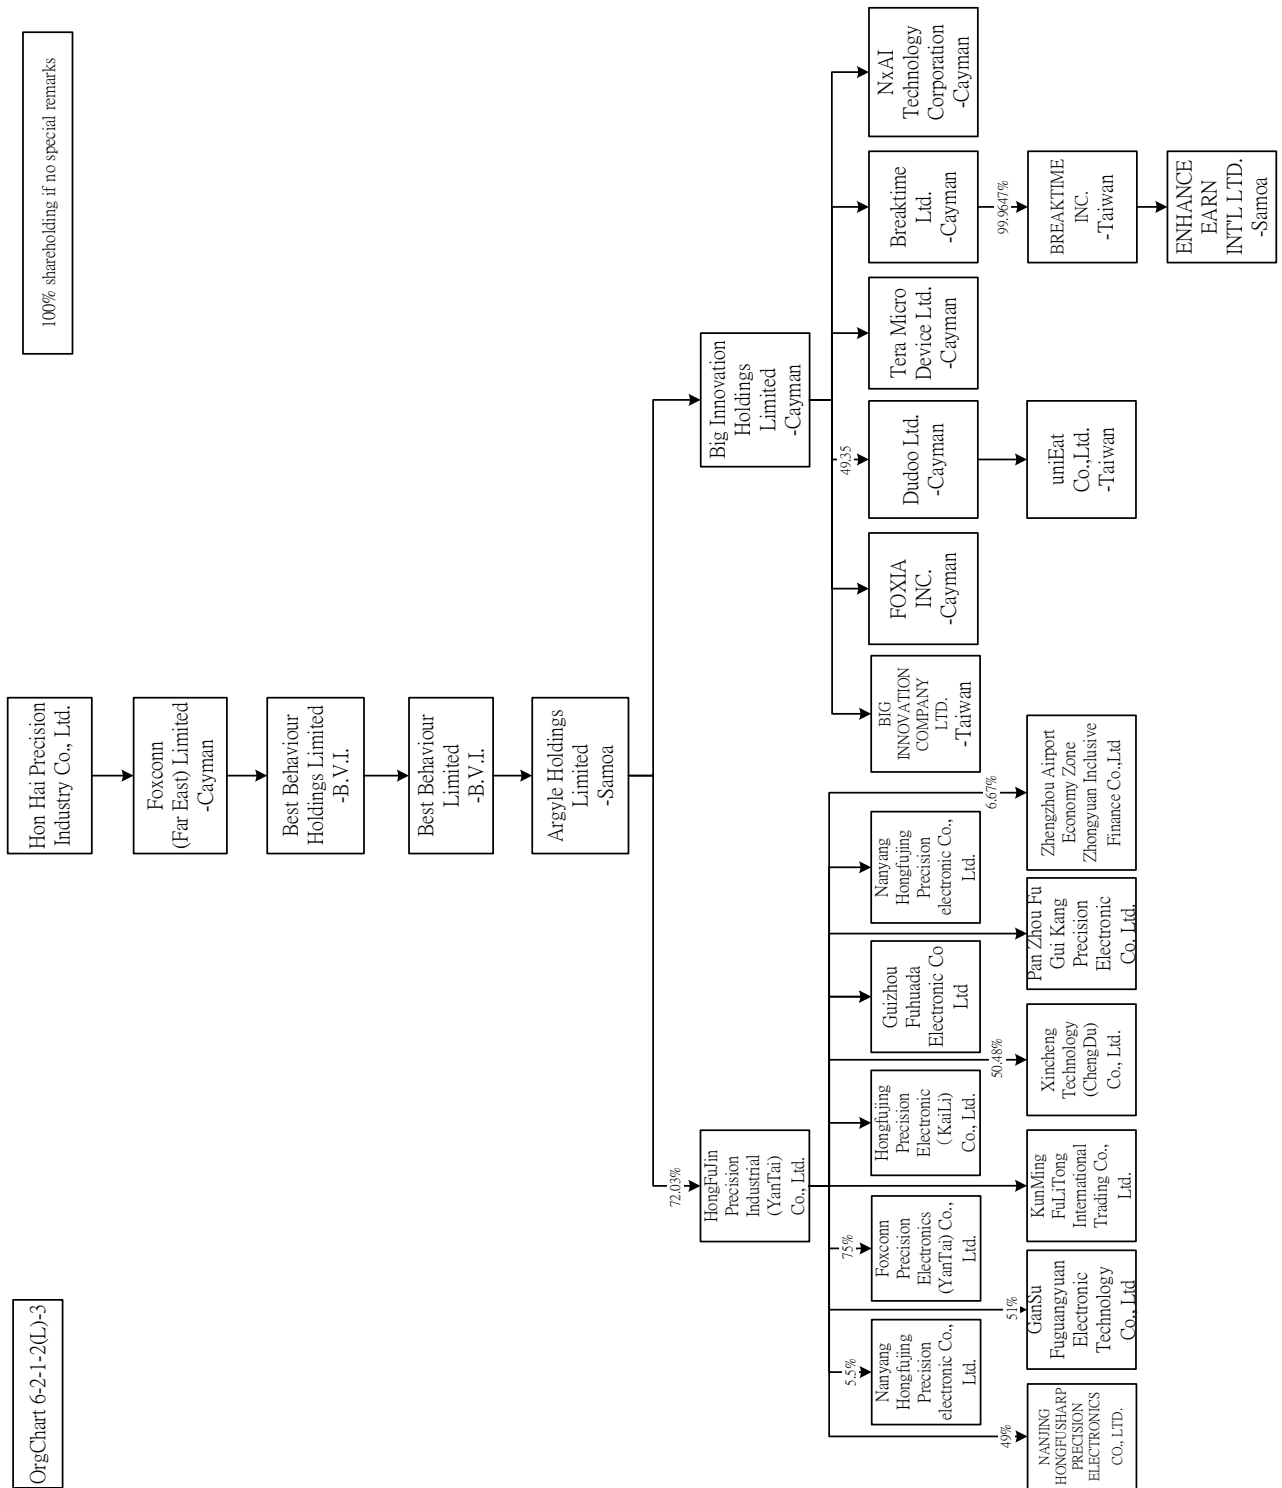 OrgChart 6-2-1-2(L)-3
100% shareholding if no special remarks
Hon Hai Precision
Industry Co., Ltd.
Foxconn
(Far East) Limited
-Cayman
Best Behaviour
Holdings Limited
-B.V.I.
Best Behaviour
Limited
-B.V.I.
Argyle Holdings
Limited
-Samoa
72.03%
HongFuJin
Precision
Industrial
(YanTai)
Co., Ltd.
Big Innovation
Holdings
Limited
-Cayman
5.5%
Nanyang
Hongfujing
Precision
electronic Co.,
Ltd.
75%
Foxconn
Precision
Electronics
(YanTai) Co.,
Ltd.
Hongfujing
Precision
Electronic
( KaiLi)
Co., Ltd.
Guizhou
Fuhuada
Electronic Co
Ltd
Nanyang
Hongfujing
Precision
electronic Co.,
Ltd.
BIG
INNOVATION
COMPANY
LTD.
-Taiwan
FOXIA
INC.
-Cayman
49.35
Dudoo Ltd.
-Cayman
Tera Micro
Device Ltd.
-Cayman
Breaktime
Ltd.
-Cayman
NxAI
Technology
Corporation
-Cayman
49%
NANJING
HONGFUSHARP
PRECISION
ELECTRONICS
CO., LTD.
51%
GanSu
Fuguangyuan
Electronic
Technology
Co., Ltd
KunMing
FuLiTong
International
Trading Co.,
Ltd.
50.48%
Xincheng
Technology
(ChengDu)
Co., Ltd.
Pan Zhou Fu
Gui Kang
Precision
Electronic
Co. Ltd.
6.67%
Zhengzhou Airport
Economy Zone
Zhongyuan Inclusive
Finance Co.,Ltd
uniEat
Co.,Ltd.
-Taiwan
99.9647%
BREAKTIME
INC.
-Taiwan
ENHANCE
EARN
INT'L LTD.
-Samoa